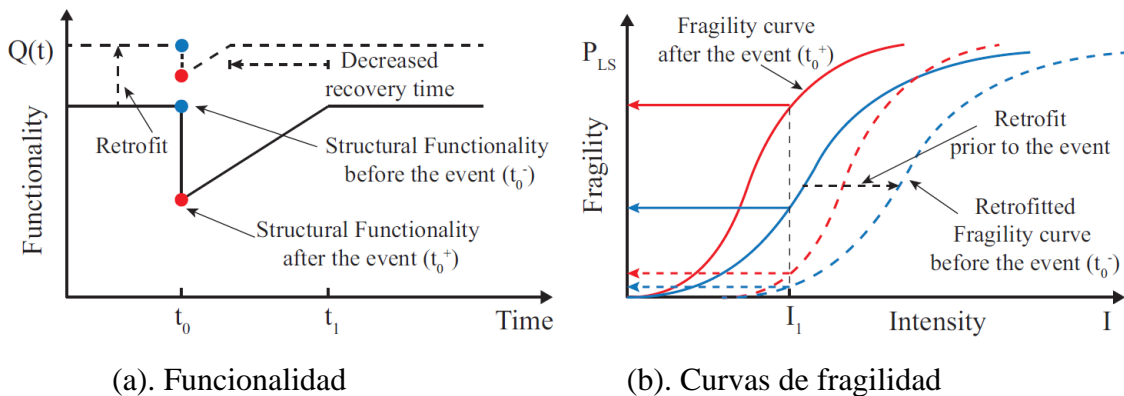 Q(t)
Functionality
Retrofit
Decreased
recovery time
Structural Functionality
before the event (t₀⁻)
Structural Functionality
after the event (t₀⁺)
t₀
t₁
Time
(a). Funcionalidad
P_LS
Fragility
Fragility curve
after the event (t₀⁺)
Retrofit
prior to the event
Retrofitted
Fragility curve
before the event (t₀⁻)
I₁
Intensity
I
(b). Curvas de fragilidad